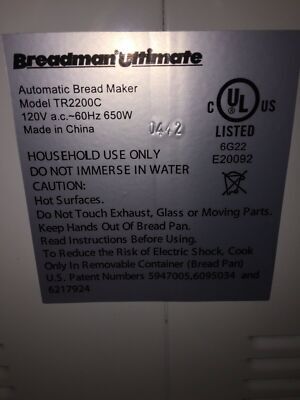 Breadman® Ultimate
Automatic Bread Maker
Model TR2200C
120V a.c.~60Hz 650W
Made in China
0442
C UL US
LISTED
6G22
E20092
HOUSEHOLD USE ONLY
DO NOT IMMERSE IN WATER
CAUTION:
Hot Surfaces.
Do Not Touch Exhaust, Glass or Moving Parts.
Keep Hands Out Of Bread Pan.
Read Instructions Before Using.
To Reduce the Risk of Electric Shock, Cook
Only In Removable Container (Bread Pan)
U.S. Patent Numbers 5947005,6095034 and
6217924